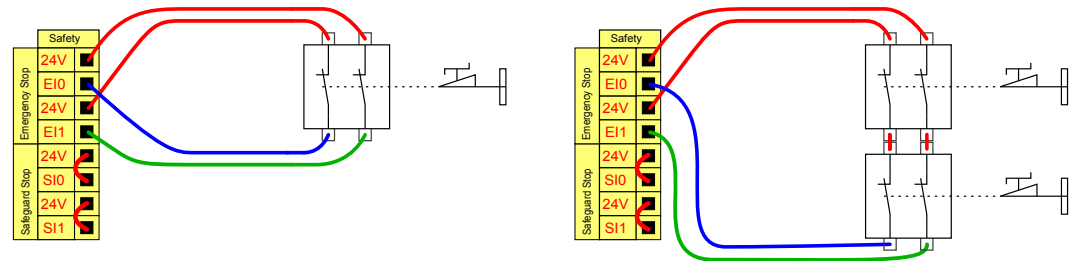 Safety
Emergency Stop
24V
EI0
24V
EI1
Safeguard Stop
24V
SI0
24V
SI1
Safety
Emergency Stop
24V
EI0
24V
EI1
Safeguard Stop
24V
SI0
24V
SI1